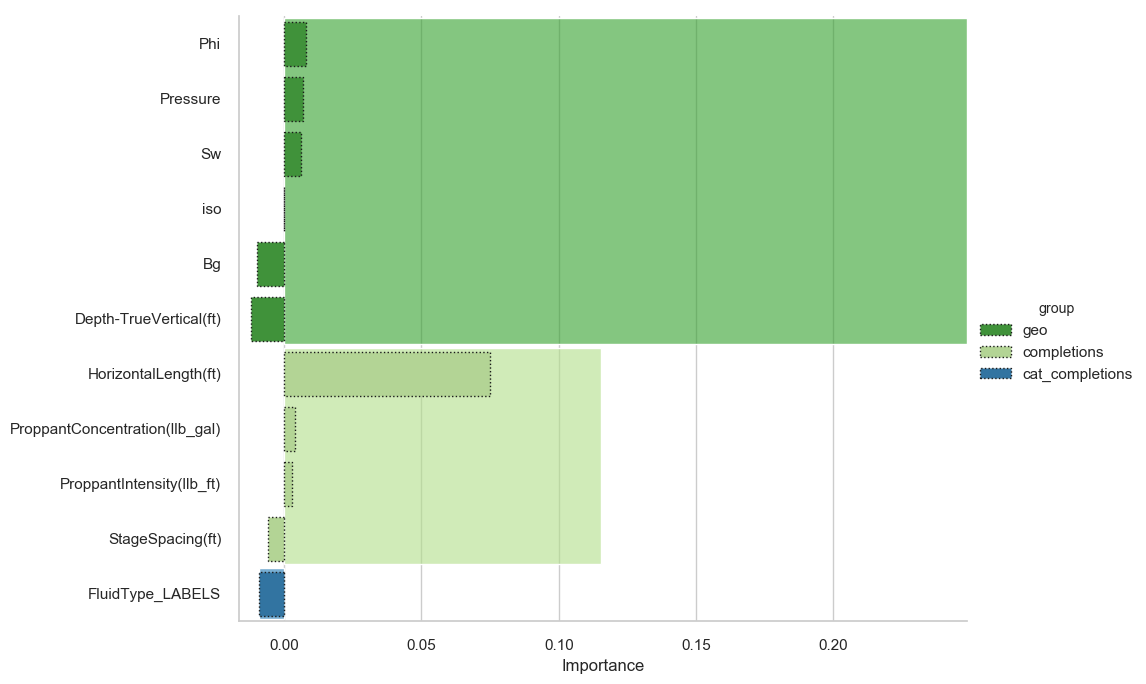 Phi
Pressure
Sw
iso
Bg
Depth-TrueVertical(ft)
HorizontalLength(ft)
ProppantConcentration(llb_gal)
ProppantIntensity(llb_ft)
StageSpacing(ft)
FluidType_LABELS
0.00 0.05 0.10 0.15 0.20
Importance
group
geo
completions
cat_completions